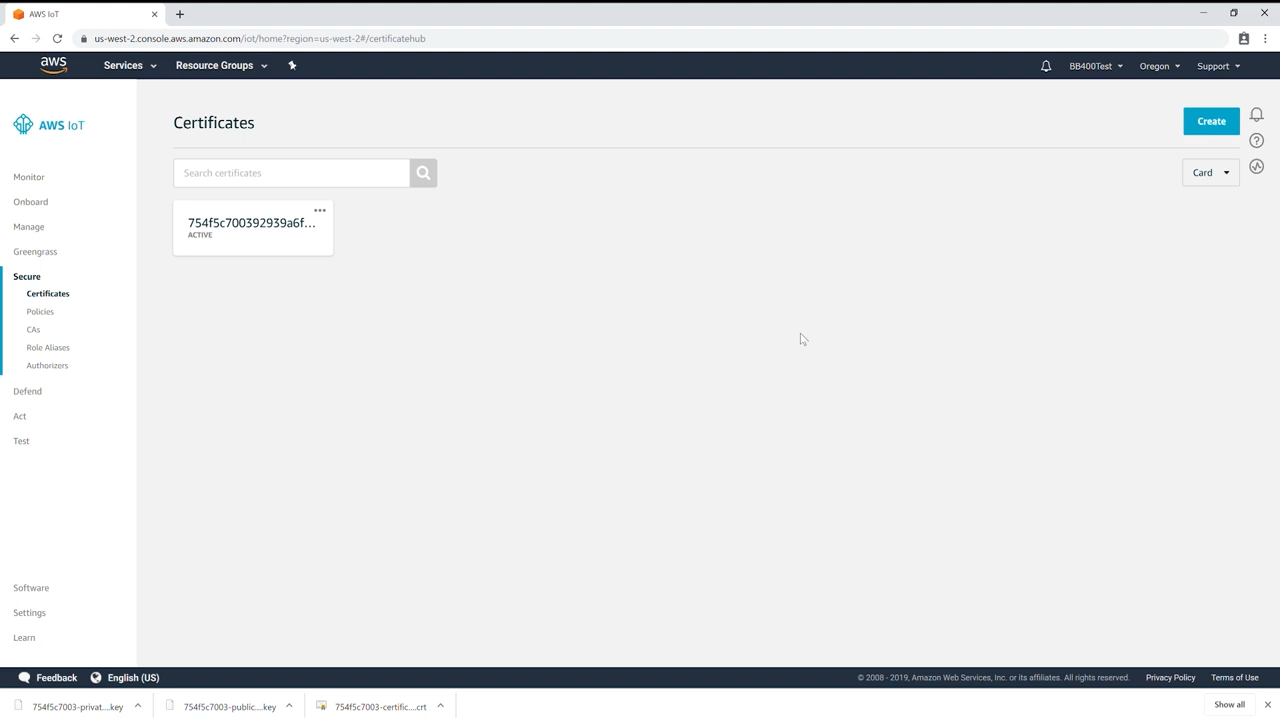 AWS IoT
us-west-2.console.aws.amazon.com/iot/home?region=us-west-2#/certificatehub
aws
Services
Resource Groups
BB400Test
Oregon
Support
AWS IoT
Monitor
Onboard
Manage
Greengrass
Secure
Certificates
Policies
CAs
Role Aliases
Authorizers
Defend
Act
Test
Software
Settings
Learn
Certificates
Create
Search certificates
Card
754f5c700392939a6f...
ACTIVE
Feedback
English (US)
© 2008 - 2019, Amazon Web Services, Inc. or its affiliates. All rights reserved.
Privacy Policy
Terms of Use
754f5c7003-privat....key
754f5c7003-public....key
754f5c7003-certific....crt
Show all